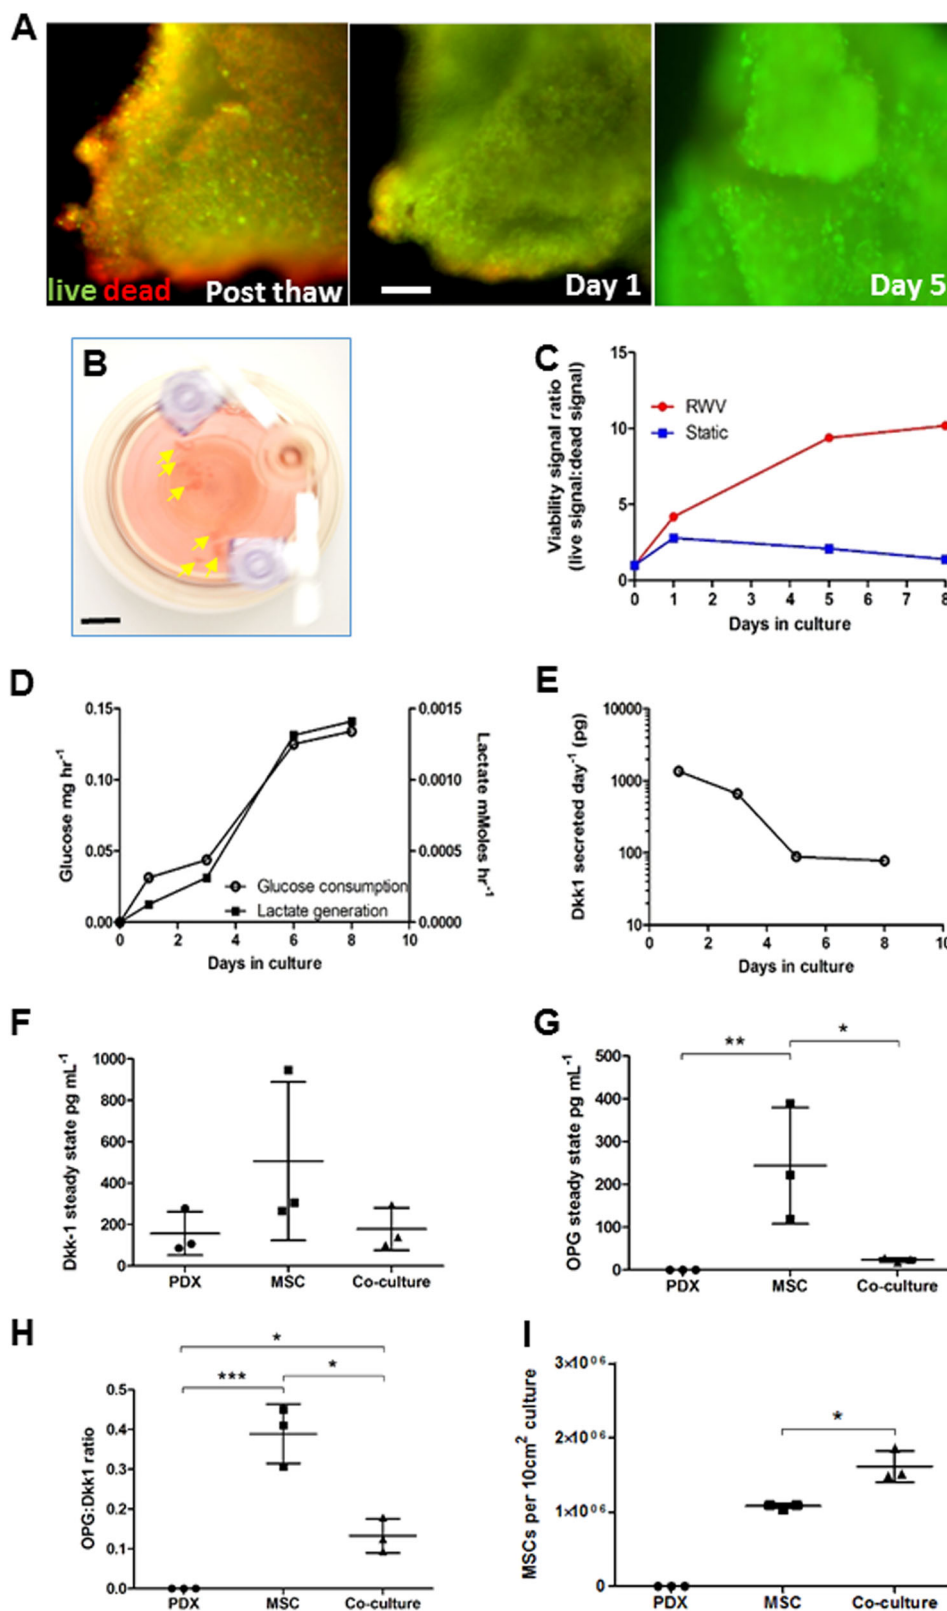 A
live dead Post thaw
Day 1
Day 5
B
C
15
10
5
0
Viability signal ratio
(live signal:dead signal)
RWV
Static
0 1 2 3 4 5 6 7 8
Days in culture
D
0.15
0.10
0.05
0.00
Glucose mg hr⁻¹
0.0015
0.0010
0.0005
0.0000
Lactate mMoles hr⁻¹
Glucose consumption
Lactate generation
0 2 4 6 8 10
Days in culture
E
10000
1000
100
10
Dkk1 secreted day⁻¹ (pg)
0 2 4 6 8 10
Days in culture
F
1000
800
600
400
200
0
Dkk-1 steady state pg mL⁻¹
PDX MSC Co-culture
G
** *
500
400
300
200
100
0
OPG steady state pg mL⁻¹
PDX MSC Co-culture
H
*
*** *
0.5
0.4
0.3
0.2
0.1
0.0
OPG:Dkk1 ratio
PDX MSC Co-culture
I
*
3×10⁰⁶
2×10⁰⁶
1×10⁰⁶
0
MSCs per 10cm² culture
PDX MSC Co-culture